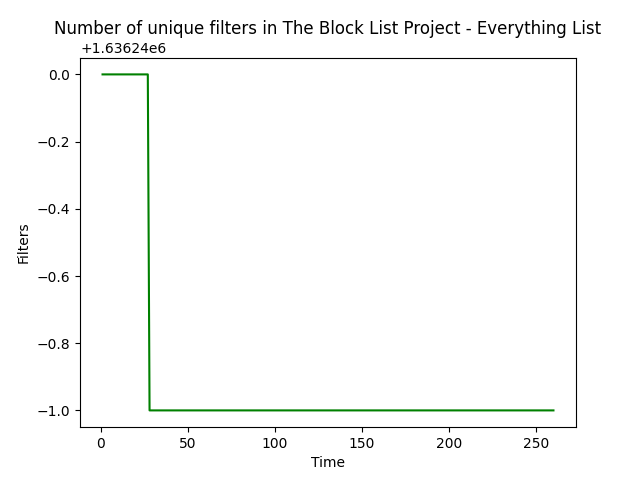 Number of unique filters in The Block List Project - Everything List
+1.63624e6
0.0
−0.2
−0.4
−0.6
−0.8
−1.0
Filters
0 50 100 150 200 250
Time